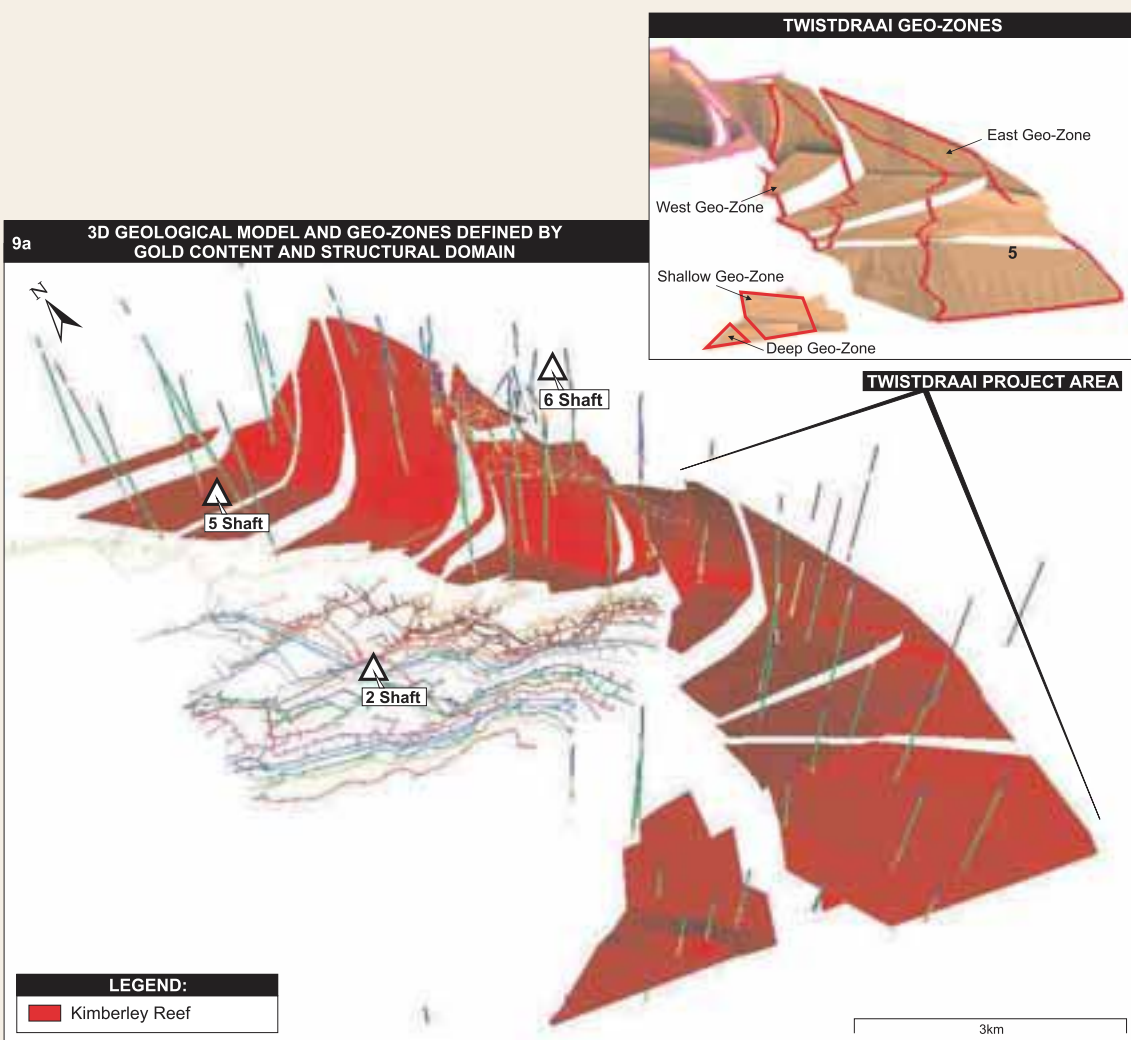 TWISTDRAAI GEO-ZONES
East Geo-Zone
West Geo-Zone
5
Shallow Geo-Zone
Deep Geo-Zone
9a
3D GEOLOGICAL MODEL AND GEO-ZONES DEFINED BY
GOLD CONTENT AND STRUCTURAL DOMAIN
N
6 Shaft
TWISTDRAAI PROJECT AREA
5 Shaft
2 Shaft
LEGEND:
Kimberley Reef
3km